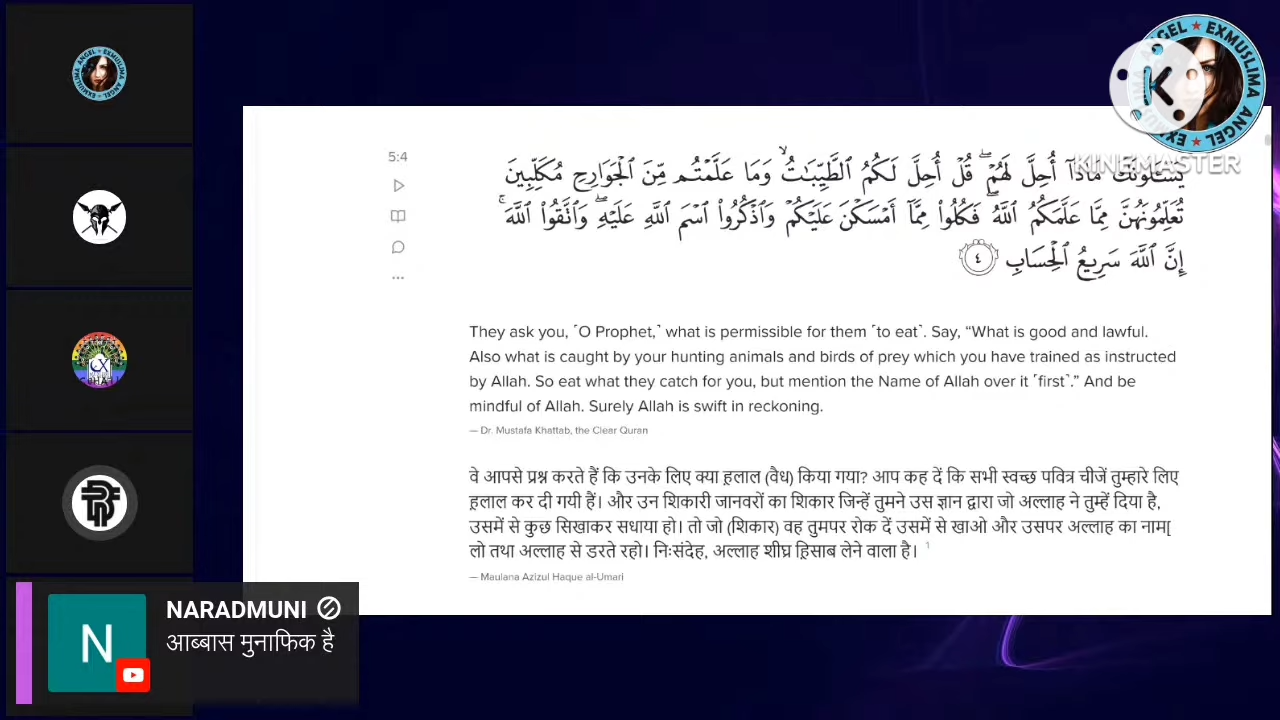 ANGEL ★ EXMUSLIMA ANGEL ★ EXMUSLIMA
K
KINEMASTER
5:4
يَسْـَٔلُونَكَ مَاذَآ أُحِلَّ لَهُمْ ۖ قُلْ أُحِلَّ لَكُمُ ٱلطَّيِّبَـٰتُ ۙ وَمَا عَلَّمْتُم مِّنَ ٱلْجَوَارِحِ مُكَلِّبِينَ
تُعَلِّمُونَهُنَّ مِمَّا عَلَّمَكُمُ ٱللَّهُ ۖ فَكُلُوا۟ مِمَّآ أَمْسَكْنَ عَلَيْكُمْ وَٱذْكُرُوا۟ ٱسْمَ ٱللَّهِ عَلَيْهِ ۖ وَٱتَّقُوا۟ ٱللَّهَ ۚ
إِنَّ ٱللَّهَ سَرِيعُ ٱلْحِسَابِ ٤
They ask you, ˹O Prophet,˺ what is permissible for them ˹to eat˺. Say, “What is good and lawful.
Also what is caught by your hunting animals and birds of prey which you have trained as instructed
by Allah. So eat what they catch for you, but mention the Name of Allah over it ˹first˺.” And be
mindful of Allah. Surely Allah is swift in reckoning.
— Dr. Mustafa Khattab, the Clear Quran
वे आपसे प्रश्न करते हैं कि उनके लिए क्या ह़लाल (वैध) किया गया? आप कह दें कि सभी स्वच्छ पवित्र चीजें तुम्हारे लिए
ह़लाल कर दी गयी हैं। और उन शिकारी जानवरों का शिकार जिन्हें तुमने उस ज्ञान द्वारा जो अल्लाह ने तुम्हें दिया है,
उसमें से कुछ सिखाकर सधाया हो। तो जो (शिकार) वह तुमपर रोक दें उसमें से खाओ और उसपर अल्लाह का नाम[
लो तथा अल्लाह से डरते रहो। निःसंदेह, अल्लाह शीघ्र ह़िसाब लेने वाला है। ¹
— Maulana Azizul Haque al-Umari
NARADMUNI
N
आब्बास मुनाफिक है